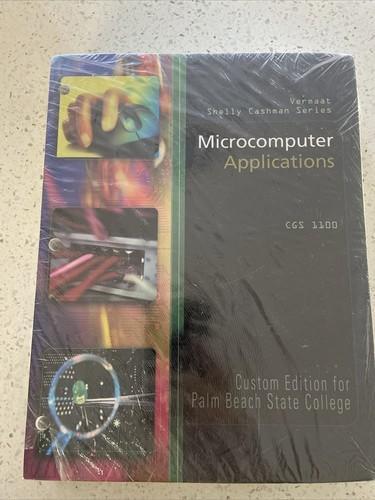 Vermaat
Shelly Cashman Series
Microcomputer
Applications
CGS 1100
Custom Edition for
Palm Beach State College